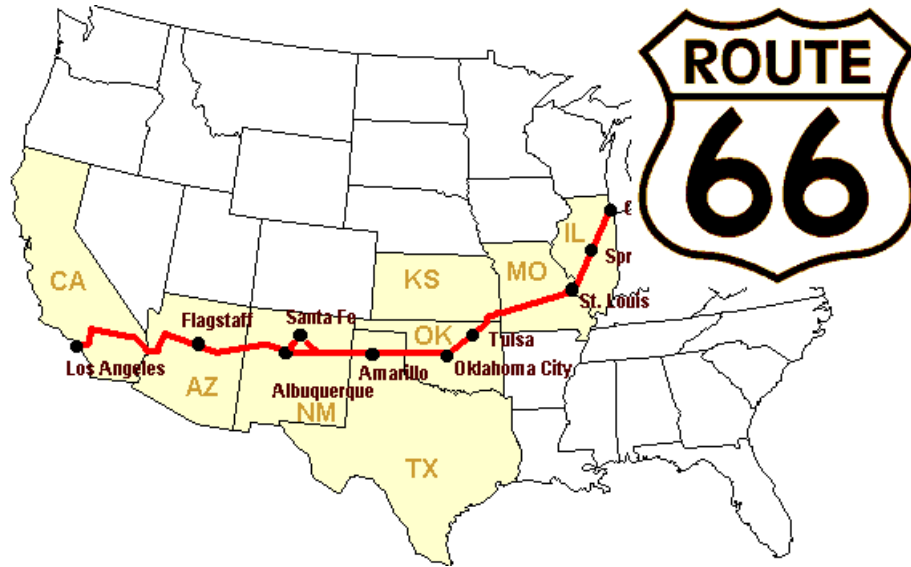 ROUTE
66
IL
Spr
CA
KS
MO
St. Louis
Flagstaff
Santa Fe
OK
Tulsa
Los Angeles
Amarillo
Oklahoma City
AZ
Albuquerque
NM
TX